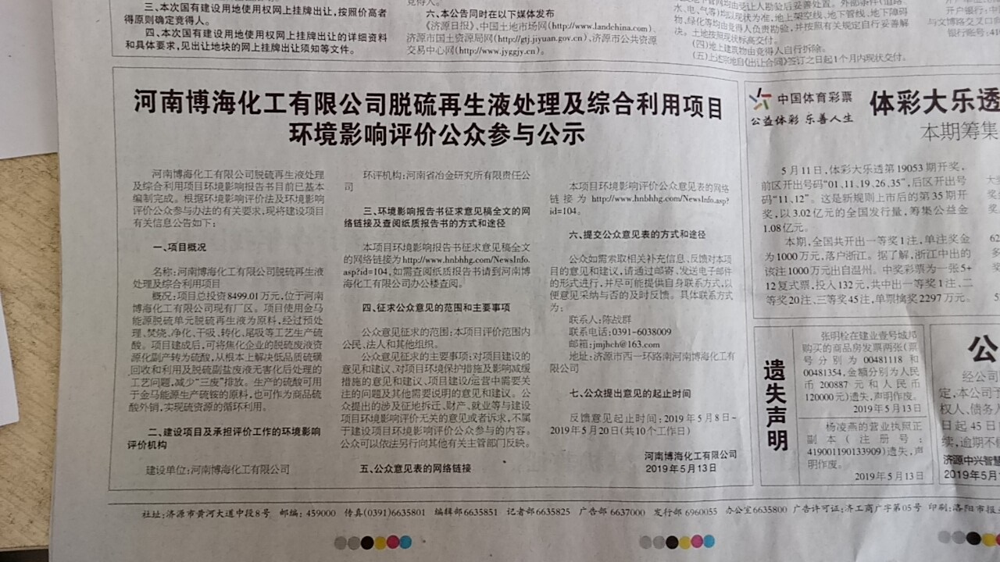 三、本次国有建设用地使用权网上挂牌出让,按照价高者
得原则确定竞得人。
四、本次国有建设用地使用权网上挂牌出让的详细资料
和具体要求,见出让地块的网上挂牌出让须知等文件。
六、本公告同时在以下媒体发布
《济源日报》、中国土地市场网(http://www.landchina.com)、
济源市国土资源局网(http://gtj.jiyuan.gov.cn)、济源市公共资源
交易中心网(http://www.jyggjy.cn)。
水、电、气等)均以现状为准,地上架空线、地下管线、地下障碍
物、绿化等均由竞得人负责勘验,并按照有关规定自行妥善解
决。土地按照现状标高交付。
(四)地上建筑物由竞得人自行拆除。
(五)上述宗地自《出让合同》签订之日起1个月内现状交付。
河南博海化工有限公司脱硫再生液处理及综合利用项目
环境影响评价公众参与公示
河南博海化工有限公司脱硫再生液处理
及综合利用项目环境影响报告书目前已基本
编制完成。根据环境影响评价法及环境影响
评价公众参与办法的有关要求,现将建设项目
有关信息公告如下:
一、项目概况
名称:河南博海化工有限公司脱硫再生液
处理及综合利用项目
概况:项目总投资8499.01万元,位于河南
博海化工有限公司现有厂区。项目使用金马
能源脱硫单元脱硫再生液为原料,经过预处
理、焚烧、净化、干吸、转化、尾吸等工艺生产硫
酸。项目建成后,可将焦化企业的脱硫废液资
源化副产转为硫酸,从根本上解决低品质硫磺
回收和利用及脱硫副盐废液无害化后处理的
工艺问题,减少“三废”排放。生产的硫酸可用
于金马能源生产硫铵的原料,也可作为商品硫
酸外销,实现硫资源的循环利用。
二、建设项目及承担评价工作的环境影响
评价机构
建设单位:河南博海化工有限公司
环评机构:河南省冶金研究所有限责任公
司
三、环境影响报告书征求意见稿全文的网
络链接及查阅纸质报告书的方式和途径
本项目环境影响报告书征求意见稿全文
的网络链接为http://www.hnbhhg.com/NewsInfo.
asp?id=104,如需查阅纸质报告书请到河南博
海化工有限公司办公楼查阅。
四、征求公众意见的范围和主要事项
公众意见征求的范围:本项目评价范围内
公民、法人和其他组织。
公众意见征求的主要事项:对项目建设的
意见和建议、对项目环境保护措施及影响减缓
措施的意见和建议、项目建设/运营中需要关
注的问题及其他需要说明的意见和建议。公
众提出的涉及征地拆迁、财产、就业等与建设
项目环境影响评价无关的意见或者诉求,不属
于建设项目环境影响评价公众参与的内容。
公众可以依法另行向其他有关主管部门反映。
五、公众意见表的网络链接
本项目环境影响评价公众意见表的网络
链接为http://www.hnbhhg.com/NewsInfo.asp?
id=104。
六、提交公众意见表的方式和途径
公众如需索取相关补充信息、反馈对本项
目的意见和建议,请通过邮寄、发送电子邮件
的形式进行,并尽可能提供自身联系方式,以
便意见采纳与否的及时反馈。具体联系方式
为:
联系人:陈战群
联系电话:0391-6038009
邮箱:jmjhch@163.com
地址:济源市西一环路南河南博海化工有
限公司
七、公众提出意见的起止时间
反馈意见起止时间:2019年5月8日~
2019年5月20日(共10个工作日)
河南博海化工有限公司
2019年5月13日
中国体育彩票
公益体彩 乐善人生
体彩大乐透
本期筹集
5月11日,体彩大乐透第19053期开奖,
前区开出号码“01、11、19、26、35”,后区开出号
码“11、12”。这是新规则上市后的第35期开
奖,以3.02亿元的全国发行量,筹集公益金
1.08亿元。
本期,全国共开出一等奖1注,单注奖金
为1000万元,落户浙江。据了解,浙江中出的
该注1000万元出自温州。中奖彩票为一张5+
12复式票,投入132元,共中出一等奖1注、二
等奖20注、三等奖45注,单票擒奖2297万元。
遗失声明
张明栓在建业壹号城邦
购买的商品房发票两张(票
号分别为00481118和
00481354,金额分别为人民
币200887元和人民币
120000元)遗失,声明作废。
2019年5月13日
杨凌燕的营业执照正
副本(注册号:
419001190133909)遗失,声
明作废。
2019年5月13日
公
经公司
定,本公司
权人、债务
日起45日
续,逾期不
济源中兴智慧
2019年5月
社址:济源市黄河大道中段8号 邮编:459000 传真(0391)6635801 编辑部6635851 记者部6635825 广告部6637000 发行部6960055 办公室6635800 广告许可证:济工商广字第05号 印刷:洛阳市报